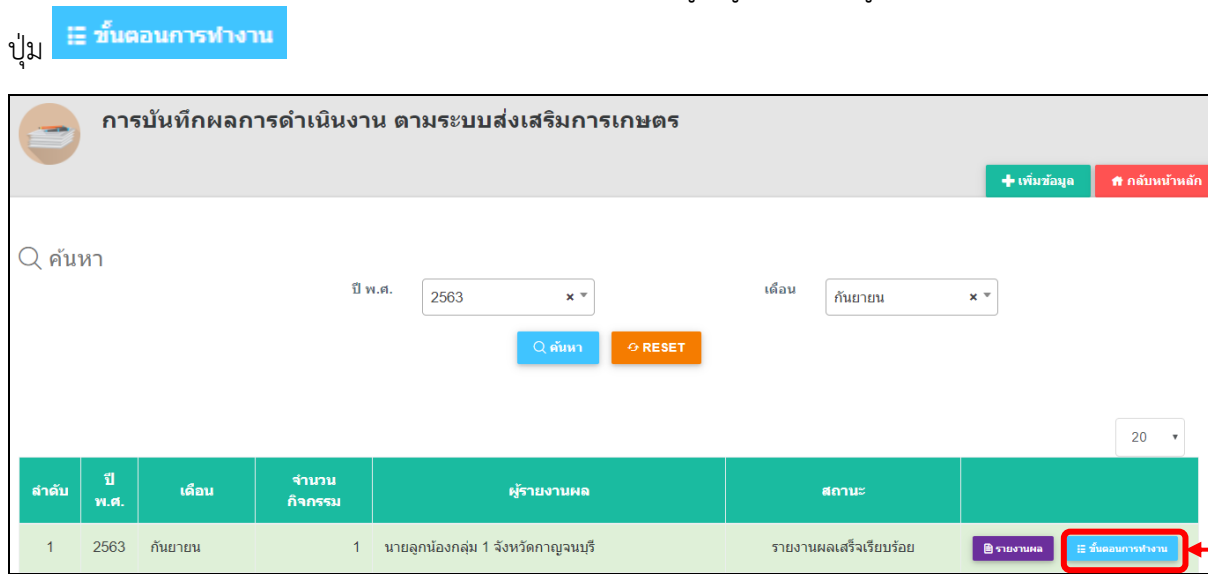 ปุ่ม ขั้นตอนการทำงาน
การบันทึกผลการดำเนินงาน ตามระบบส่งเสริมการเกษตร
เพิ่มข้อมูล กลับหน้าหลัก
ค้นหา
ปี พ.ศ. 2563 × เดือน กันยายน ×
ค้นหา RESET
20
ลำดับ ปี พ.ศ. เดือน จำนวน กิจกรรม ผู้รายงานผล สถานะ
1 2563 กันยายน 1 นายลูกน้องกลุ่ม 1 จังหวัดกาญจนบุรี รายงานผลเสร็จเรียบร้อย รายงานผล ขั้นตอนการทำงาน